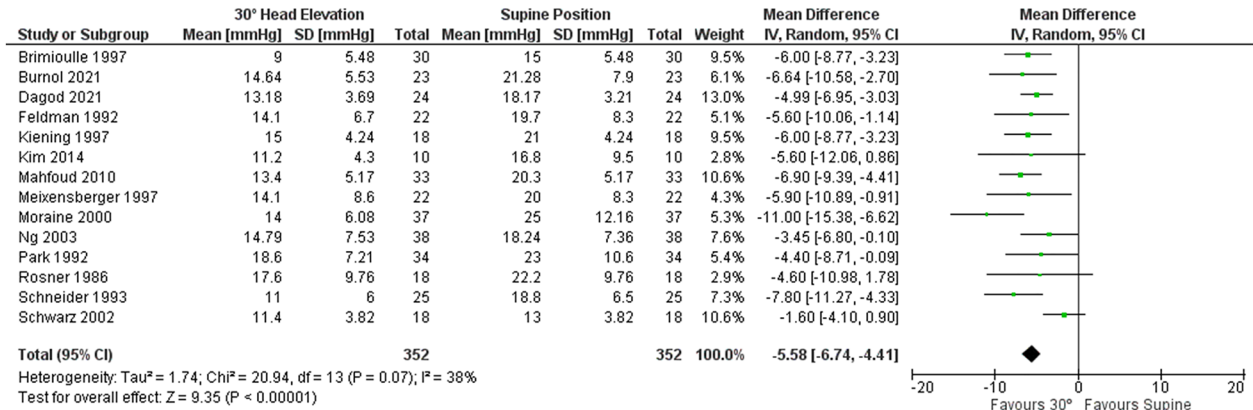 30° Head Elevation Supine Position Mean Difference Mean Difference
Study or Subgroup Mean [mmHg] SD [mmHg] Total Mean [mmHg] SD [mmHg] Total Weight IV, Random, 95% CI IV, Random, 95% CI
Brimioulle 1997 9 5.48 30 15 5.48 30 9.5% -6.00 [-8.77, -3.23]
Burnol 2021 14.64 5.53 23 21.28 7.9 23 6.1% -6.64 [-10.58, -2.70]
Dagod 2021 13.18 3.69 24 18.17 3.21 24 13.0% -4.99 [-6.95, -3.03]
Feldman 1992 14.1 6.7 22 19.7 8.3 22 5.1% -5.60 [-10.06, -1.14]
Kiening 1997 15 4.24 18 21 4.24 18 9.5% -6.00 [-8.77, -3.23]
Kim 2014 11.2 4.3 10 16.8 9.5 10 2.8% -5.60 [-12.06, 0.86]
Mahfoud 2010 13.4 5.17 33 20.3 5.17 33 10.6% -6.90 [-9.39, -4.41]
Meixensberger 1997 14.1 8.6 22 20 8.3 22 4.3% -5.90 [-10.89, -0.91]
Moraine 2000 14 6.08 37 25 12.16 37 5.3% -11.00 [-15.38, -6.62]
Ng 2003 14.79 7.53 38 18.24 7.36 38 7.6% -3.45 [-6.80, -0.10]
Park 1992 18.6 7.21 34 23 10.6 34 5.4% -4.40 [-8.71, -0.09]
Rosner 1986 17.6 9.76 18 22.2 9.76 18 2.9% -4.60 [-10.98, 1.78]
Schneider 1993 11 6 25 18.8 6.5 25 7.3% -7.80 [-11.27, -4.33]
Schwarz 2002 11.4 3.82 18 13 3.82 18 10.6% -1.60 [-4.10, 0.90]
Total (95% CI) 352 352 100.0% -5.58 [-6.74, -4.41]
Heterogeneity: Tau² = 1.74; Chi² = 20.94, df = 13 (P = 0.07); I² = 38%
Test for overall effect: Z = 9.35 (P < 0.00001)
-20 -10 0 10 20
Favours 30º Favours Supine